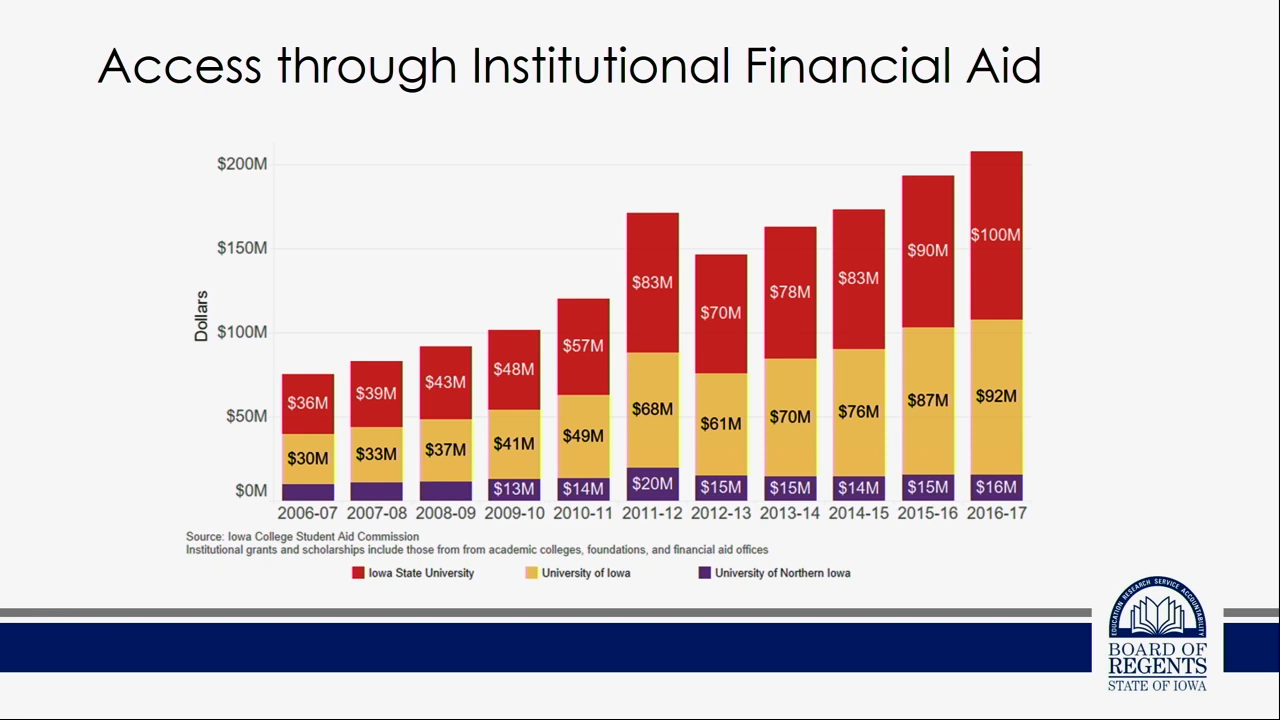 Access through Institutional Financial Aid
$200M
$150M
$100M
$50M
$0M
Dollars
$36M
$30M
$39M
$33M
$43M
$37M
$48M
$41M
$13M
$57M
$49M
$14M
$83M
$68M
$20M
$70M
$61M
$15M
$78M
$70M
$15M
$83M
$76M
$14M
$90M
$87M
$15M
$100M
$92M
$16M
2006-07 2007-08 2008-09 2009-10 2010-11 2011-12 2012-13 2013-14 2014-15 2015-16 2016-17
Source: Iowa College Student Aid Commission
Institutional grants and scholarships include those from from academic colleges, foundations, and financial aid offices
Iowa State University University of Iowa University of Northern Iowa
EDUCATION RESEARCH SERVICE ACCOUNTABILITY
BOARD OF
REGENTS
STATE OF IOWA